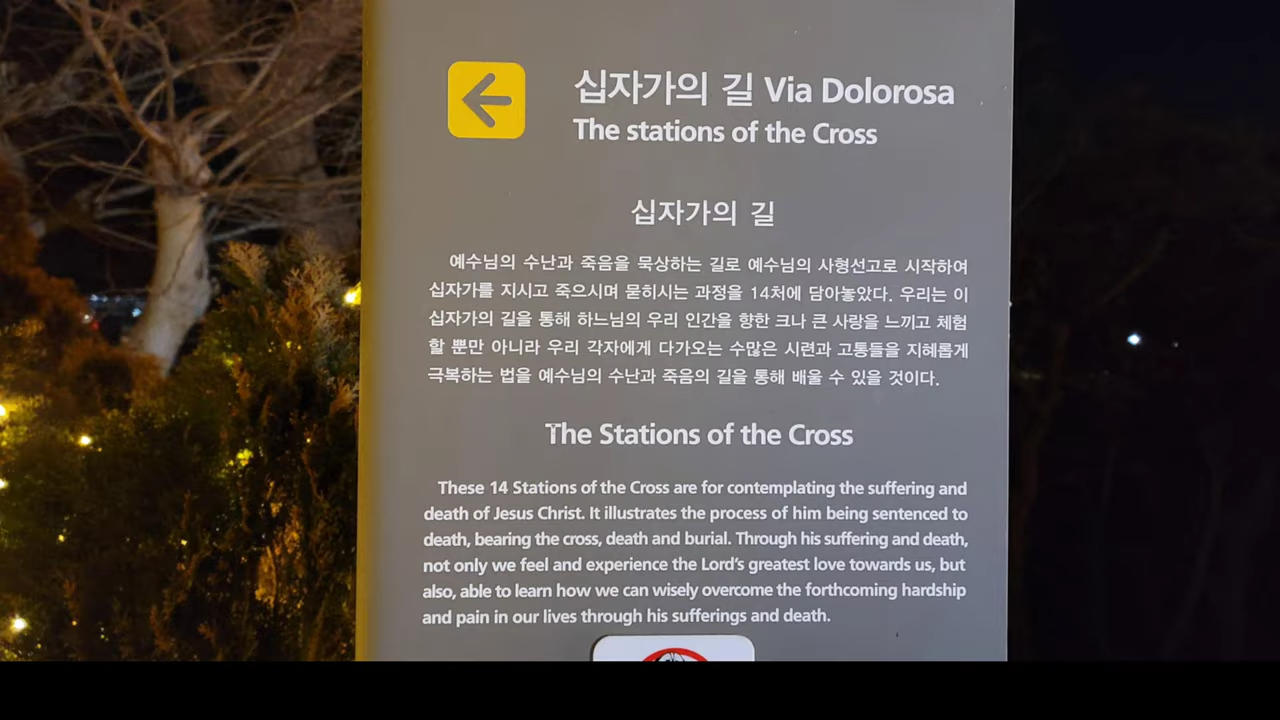 십자가의 길 Via Dolorosa
The stations of the Cross
십자가의 길
예수님의 수난과 죽음을 묵상하는 길로 예수님의 사형선고로 시작하여
십자가를 지시고 죽으시며 묻히시는 과정을 14처에 담아놓았다. 우리는 이
십자가의 길을 통해 하느님의 우리 인간을 향한 크나 큰 사랑을 느끼고 체험
할 뿐만 아니라 우리 각자에게 다가오는 수많은 시련과 고통들을 지혜롭게
극복하는 법을 예수님의 수난과 죽음의 길을 통해 배울 수 있을 것이다.
The Stations of the Cross
These 14 Stations of the Cross are for contemplating the suffering and
death of Jesus Christ. It illustrates the process of him being sentenced to
death, bearing the cross, death and burial. Through his suffering and death,
not only we feel and experience the Lord's greatest love towards us, but
also, able to learn how we can wisely overcome the forthcoming hardship
and pain in our lives through his sufferings and death.